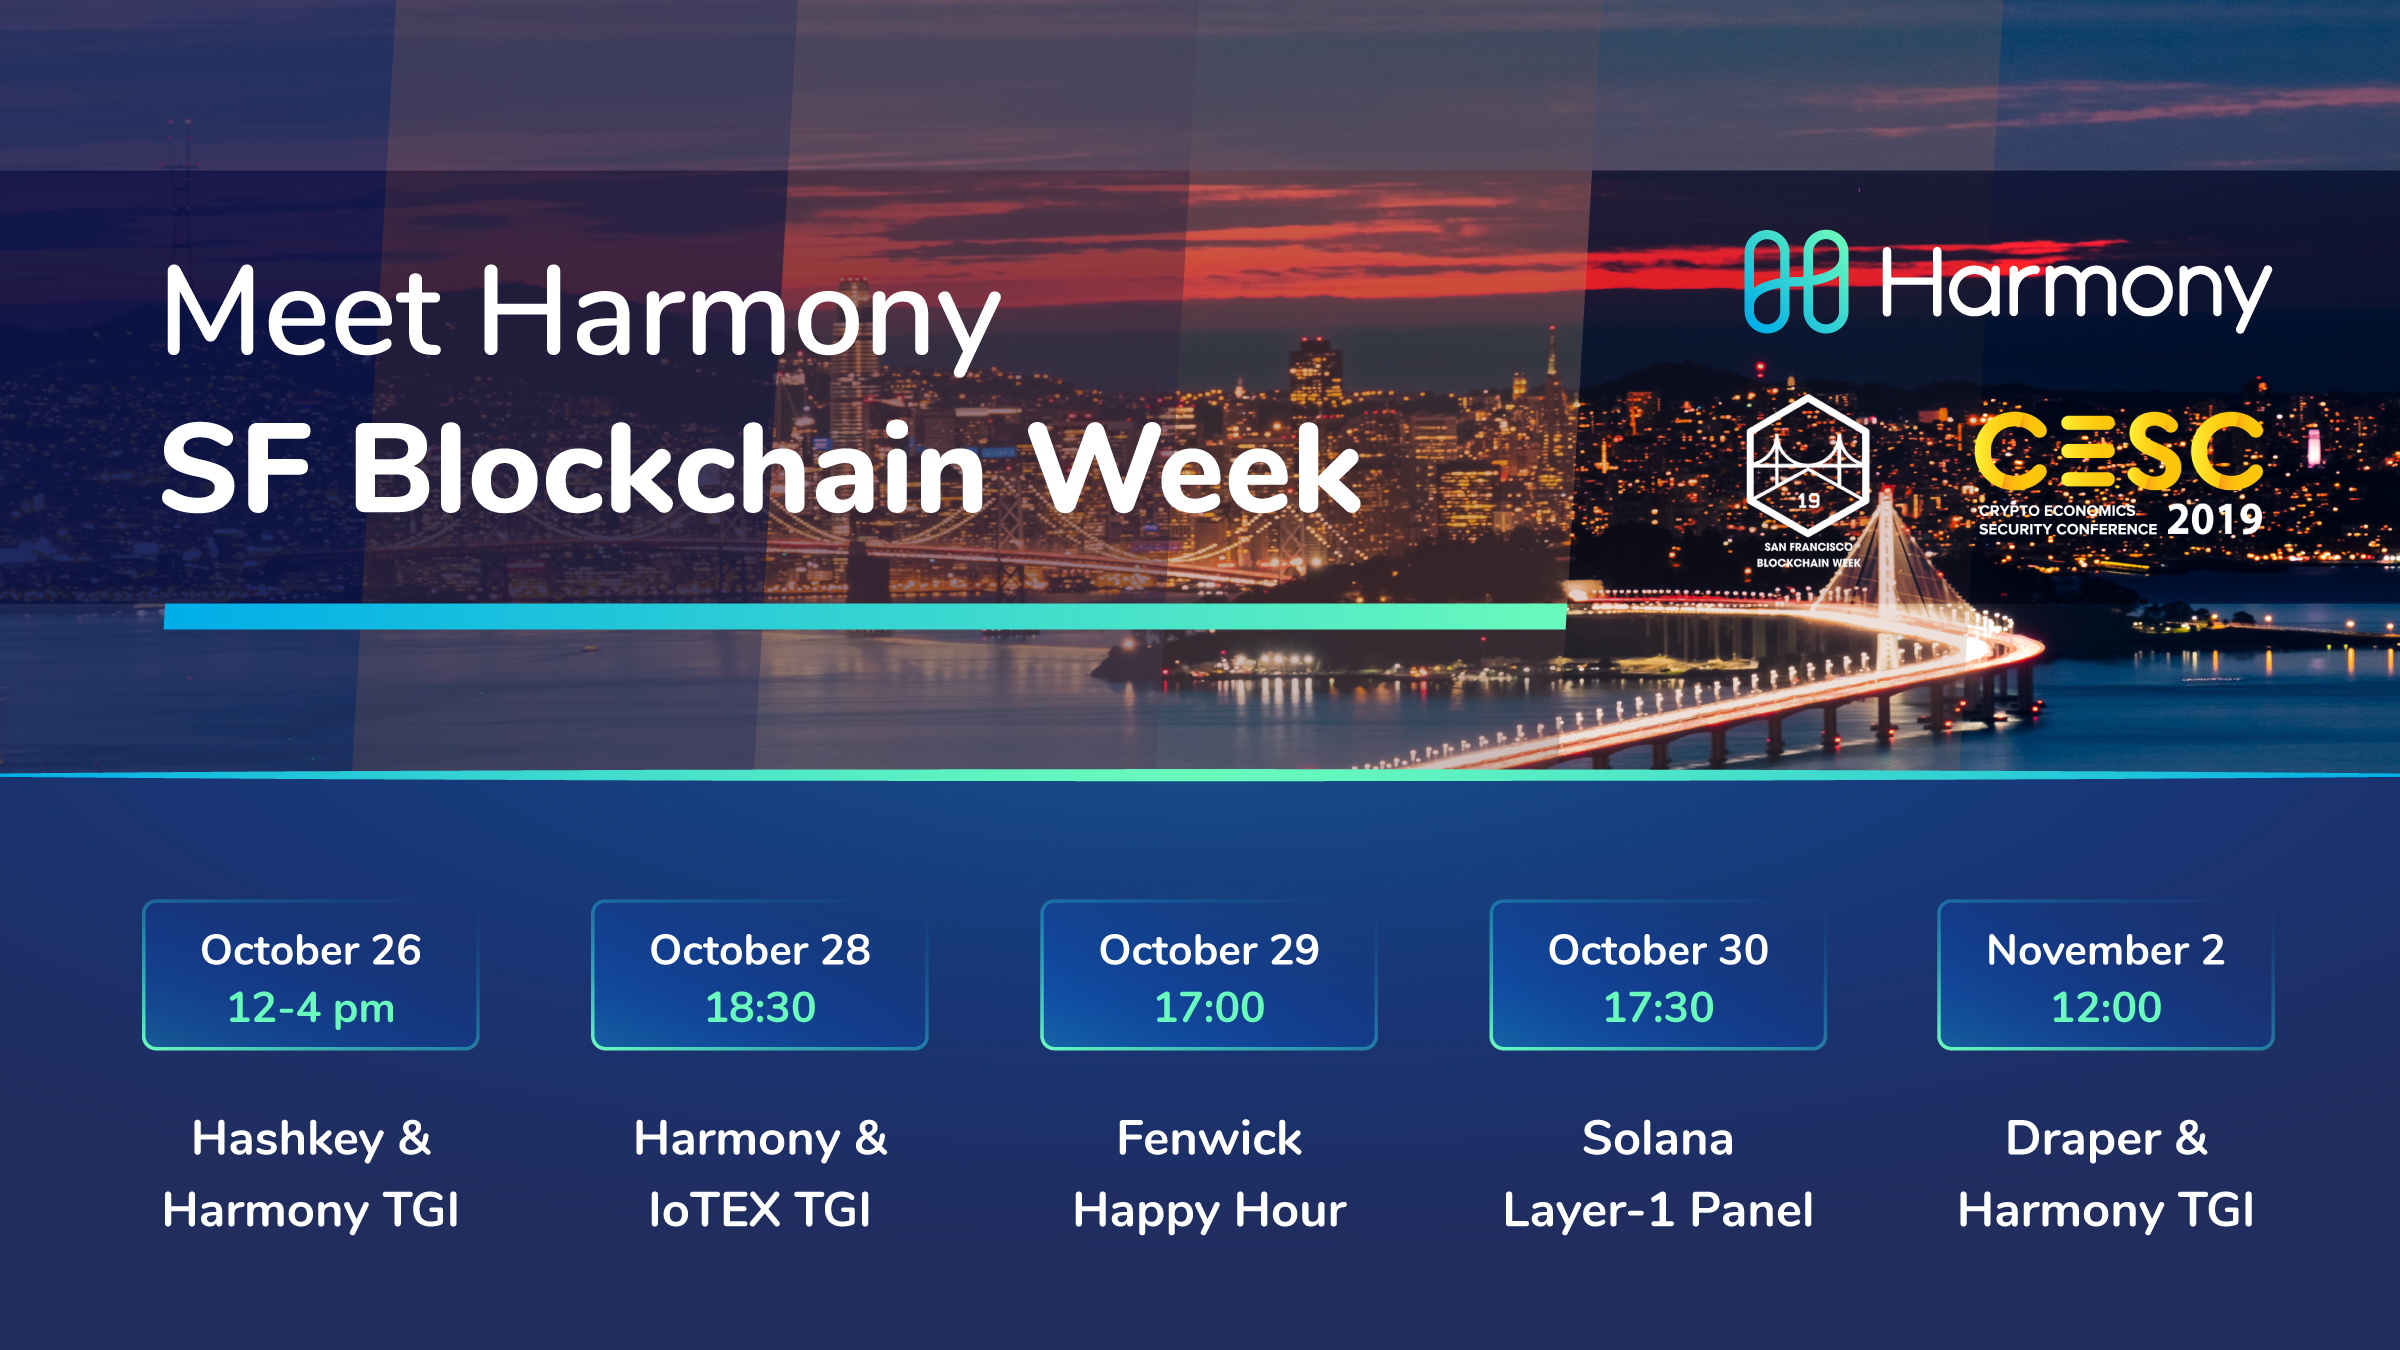 Meet Harmony
SF Blockchain Week
Harmony
19
SAN FRANCISCO
BLOCKCHAIN WEEK
CESC
CRYPTO ECONOMICS
SECURITY CONFERENCE 2019
October 26
12-4 pm
Hashkey &
Harmony TGI
October 28
18:30
Harmony &
IoTEX TGI
October 29
17:00
Fenwick
Happy Hour
October 30
17:30
Solana
Layer-1 Panel
November 2
12:00
Draper &
Harmony TGI